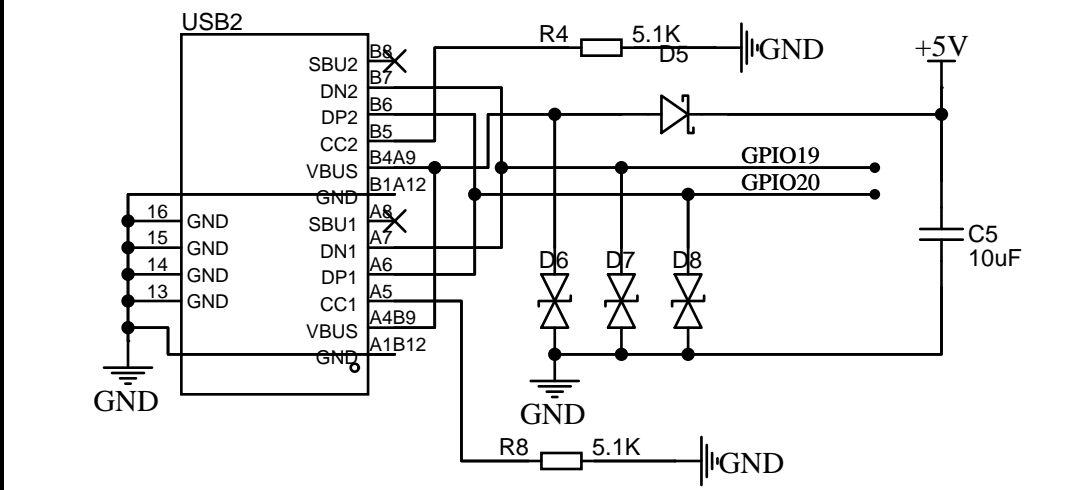 USB2
R4 5.1K GND
D5
+5V
SBU2 B8
DN2 B7
DP2 B6
CC2 B5
VBUS B4A9
GND B1A12
GPIO19
GPIO20
16 GND
15 GND
14 GND
13 GND
SBU1 A8
DN1 A7
DP1 A6
CC1 A5
VBUS A4B9
GND A1B12
D6 D7 D8
C5
10uF
GND
GND
R8 5.1K GND